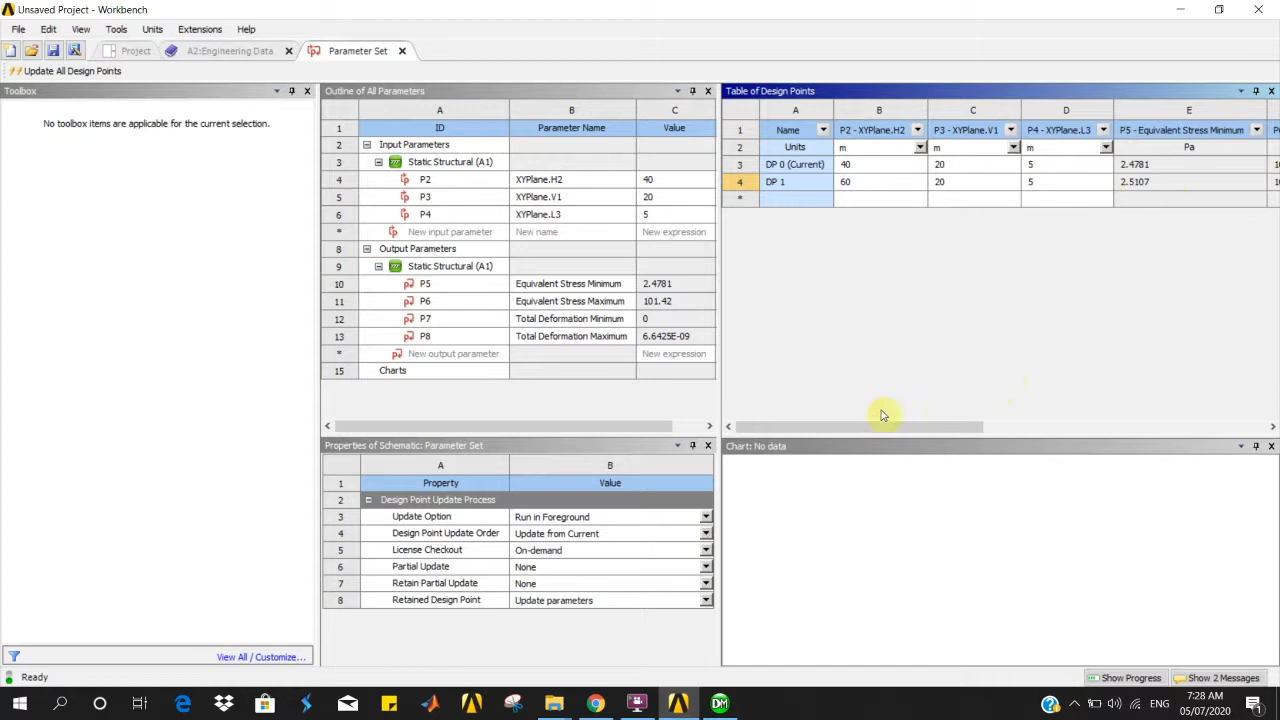 Unsaved Project - Workbench
File Edit View Tools Units Extensions Help
Project A2:Engineering Data Parameter Set
Update All Design Points
Toolbox
No toolbox items are applicable for the current selection.
View All / Customize...
Outline of All Parameters
A B C
1 ID Parameter Name Value
2 Input Parameters
3 Static Structural (A1)
4 P2 XYPlane.H2 40
5 P3 XYPlane.V1 20
6 P4 XYPlane.L3 5
* New input parameter New name New expression
8 Output Parameters
9 Static Structural (A1)
10 P5 Equivalent Stress Minimum 2.4781
11 P6 Equivalent Stress Maximum 101.42
12 P7 Total Deformation Minimum 0
13 P8 Total Deformation Maximum 6.6425E-09
* New output parameter New expression
15 Charts
Properties of Schematic: Parameter Set
A B
1 Property Value
2 Design Point Update Process
3 Update Option Run in Foreground
4 Design Point Update Order Update from Current
5 License Checkout On-demand
6 Partial Update None
7 Retain Partial Update None
8 Retained Design Point Update parameters
Table of Design Points
A B C D E
1 Name P2 - XYPlane.H2 P3 - XYPlane.V1 P4 - XYPlane.L3 P5 - Equivalent Stress Minimum
2 Units m m m Pa
3 DP 0 (Current) 40 20 5 2.4781
4 DP 1 60 20 5 2.5107
*
Chart: No data
Ready
Show Progress Show 2 Messages
DM
ENG
7:28 AM
05/07/2020